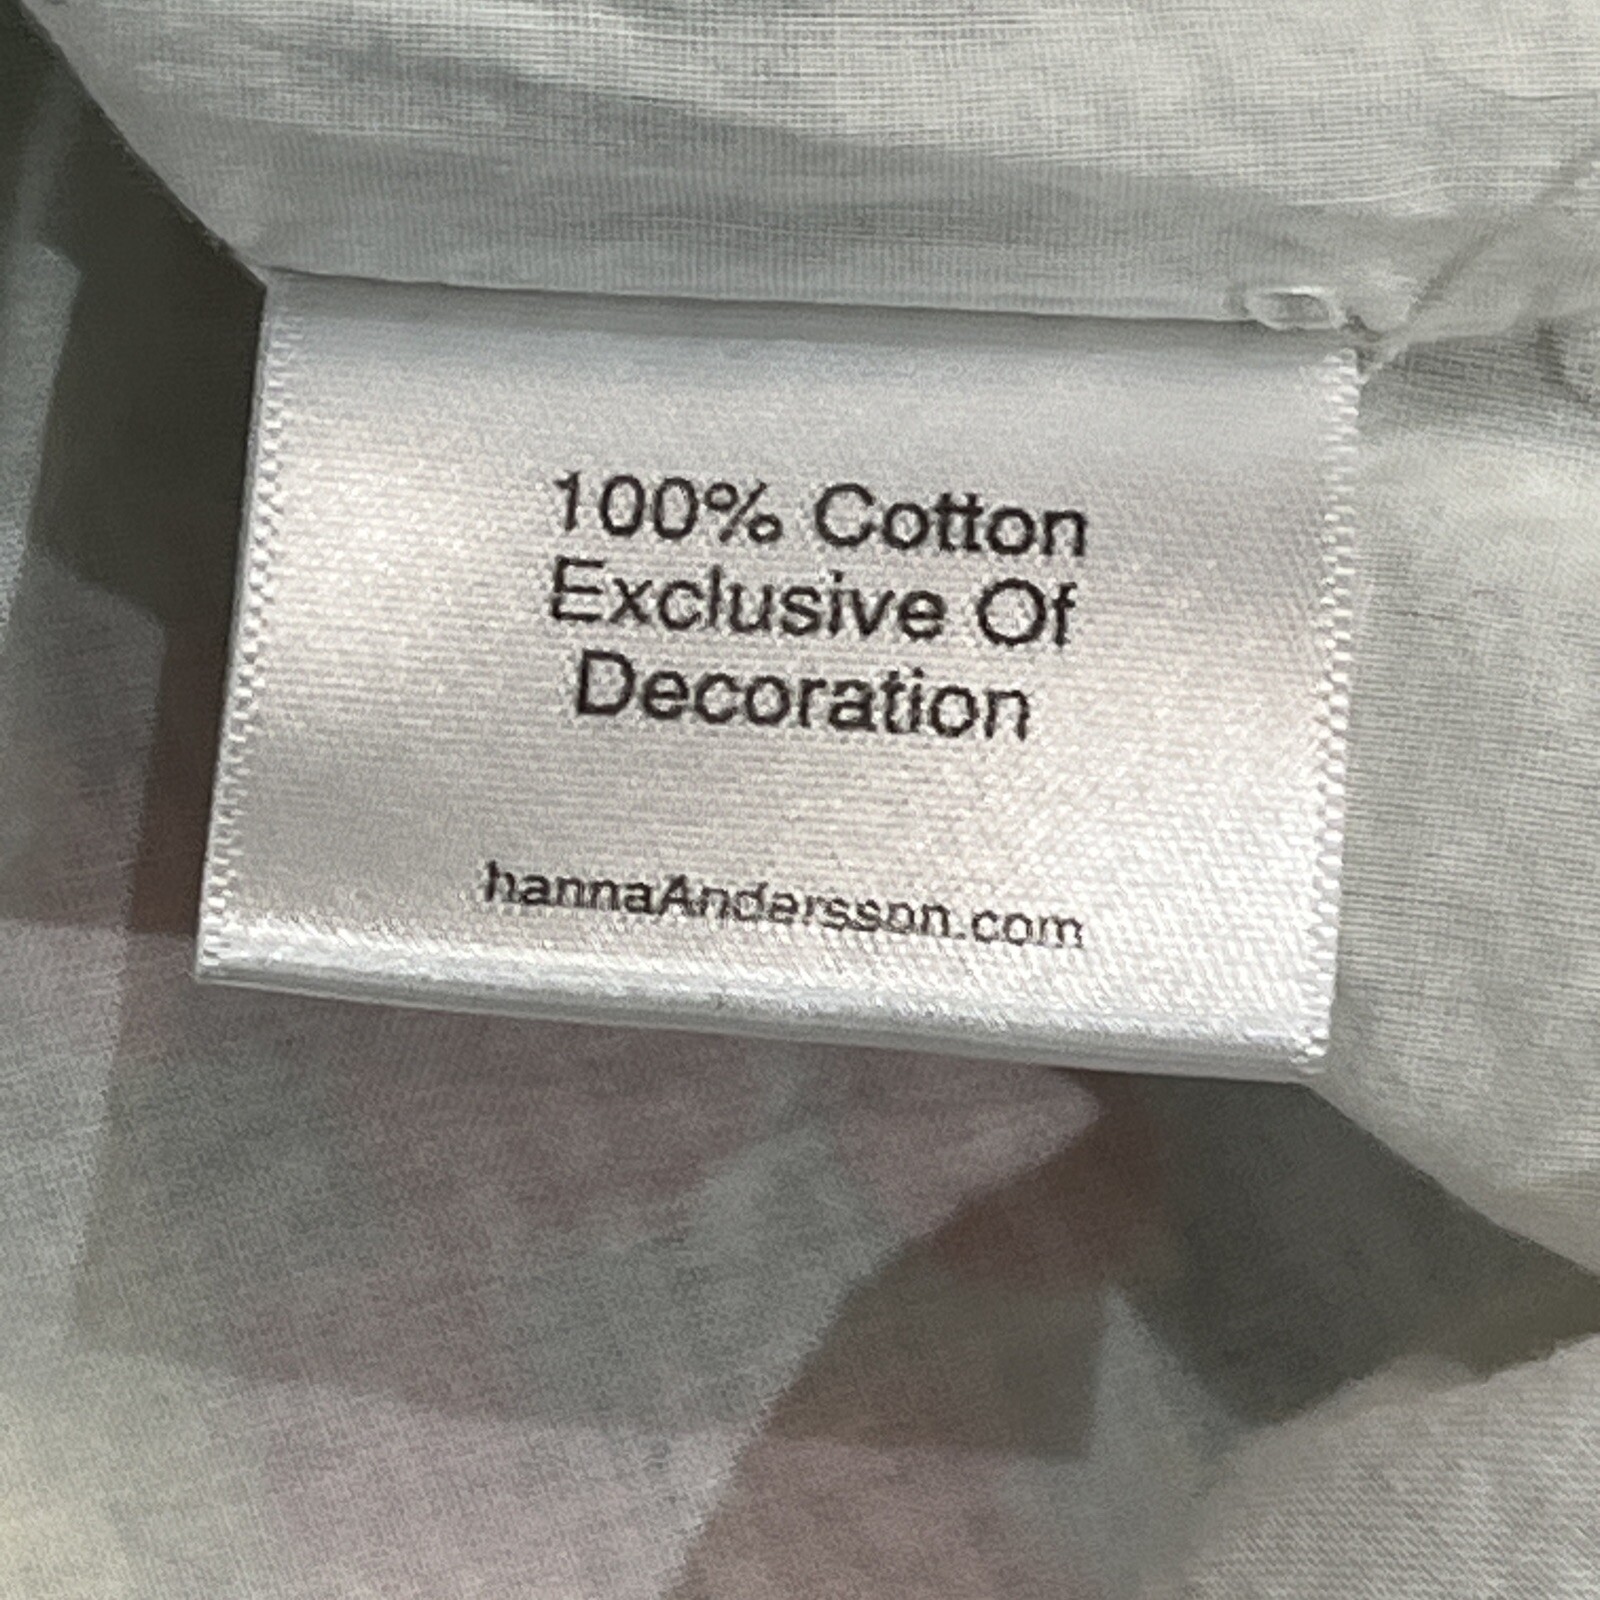 100% Cotton
Exclusive Of
Decoration
hannaAndersson.com